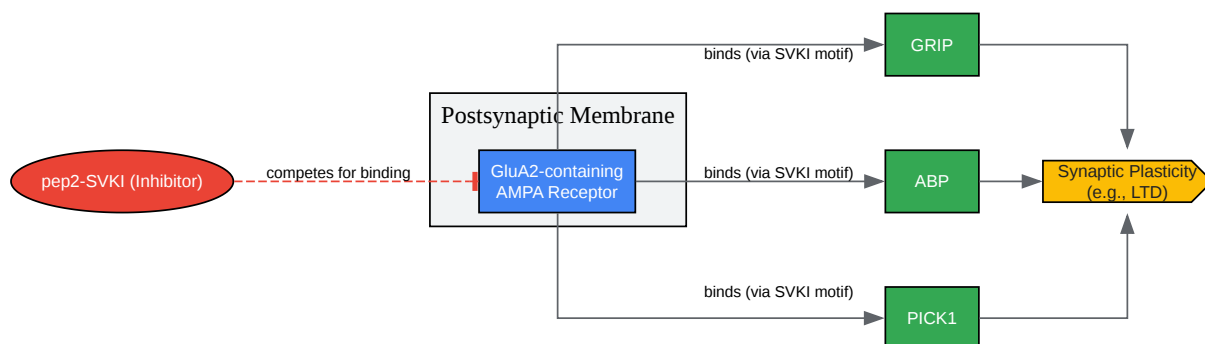 GRIP
binds (via SVKI motif)
Postsynaptic Membrane
pep2-SVKI (Inhibitor)
competes for binding
GluA2-containing
AMPA Receptor
binds (via SVKI motif)
ABP
Synaptic Plasticity
(e.g., LTD)
binds (via SVKI motif)
PICK1